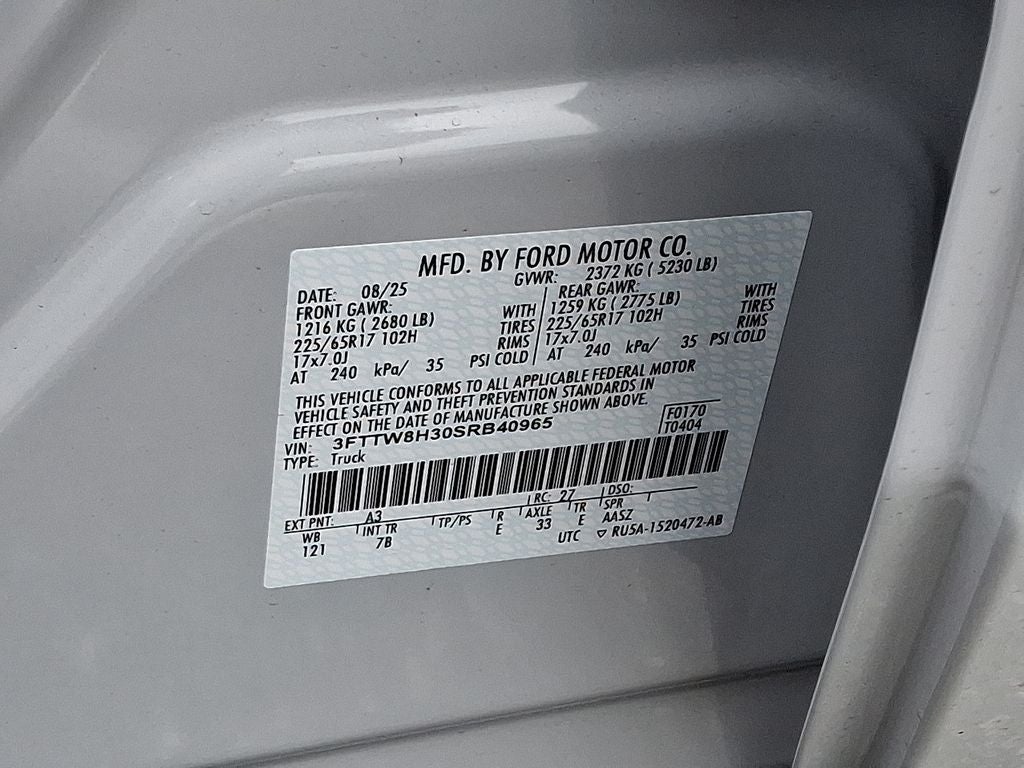 MFD. BY FORD MOTOR CO.
DATE: 08/25 GVWR: 2372 KG ( 5230 LB)
FRONT GAWR: REAR GAWR:
1216 KG ( 2680 LB) WITH 1259 KG ( 2775 LB) WITH
225/65R17 102H TIRES 225/65R17 102H TIRES
17x7.0J RIMS 17x7.0J RIMS
AT 240 kPa/ 35 PSI COLD AT 240 kPa/ 35 PSI COLD
THIS VEHICLE CONFORMS TO ALL APPLICABLE FEDERAL MOTOR
VEHICLE SAFETY AND THEFT PREVENTION STANDARDS IN
EFFECT ON THE DATE OF MANUFACTURE SHOWN ABOVE.
VIN: 3FTTW8H30SRB40965 F0170
TYPE: Truck T0404
EXT PNT: A3 RC: 27 DSO:
WB INT TR TP/PS R AXLE TR SPR
121 7B E 33 E AASZ
UTC ▽ RU5A-1520472-AB